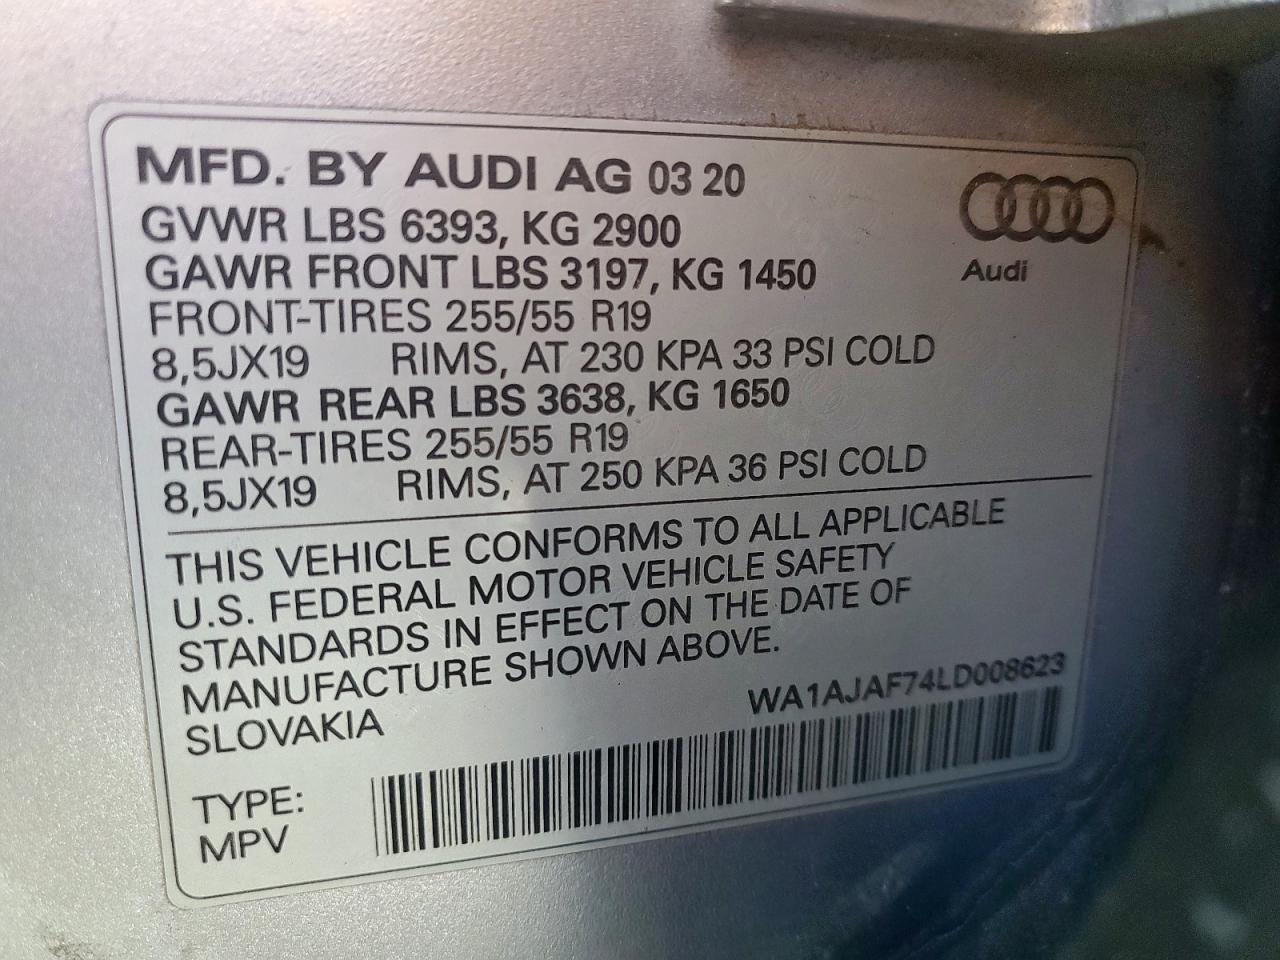 MFD. BY AUDI AG 03 20
GVWR LBS 6393, KG 2900
GAWR FRONT LBS 3197, KG 1450
FRONT-TIRES 255/55 R19
8,5JX19 RIMS, AT 230 KPA 33 PSI COLD
GAWR REAR LBS 3638, KG 1650
REAR-TIRES 255/55 R19
8,5JX19 RIMS, AT 250 KPA 36 PSI COLD
Audi
THIS VEHICLE CONFORMS TO ALL APPLICABLE
U.S. FEDERAL MOTOR VEHICLE SAFETY
STANDARDS IN EFFECT ON THE DATE OF
MANUFACTURE SHOWN ABOVE.
SLOVAKIA
WA1AJAF74LD008623
TYPE:
MPV